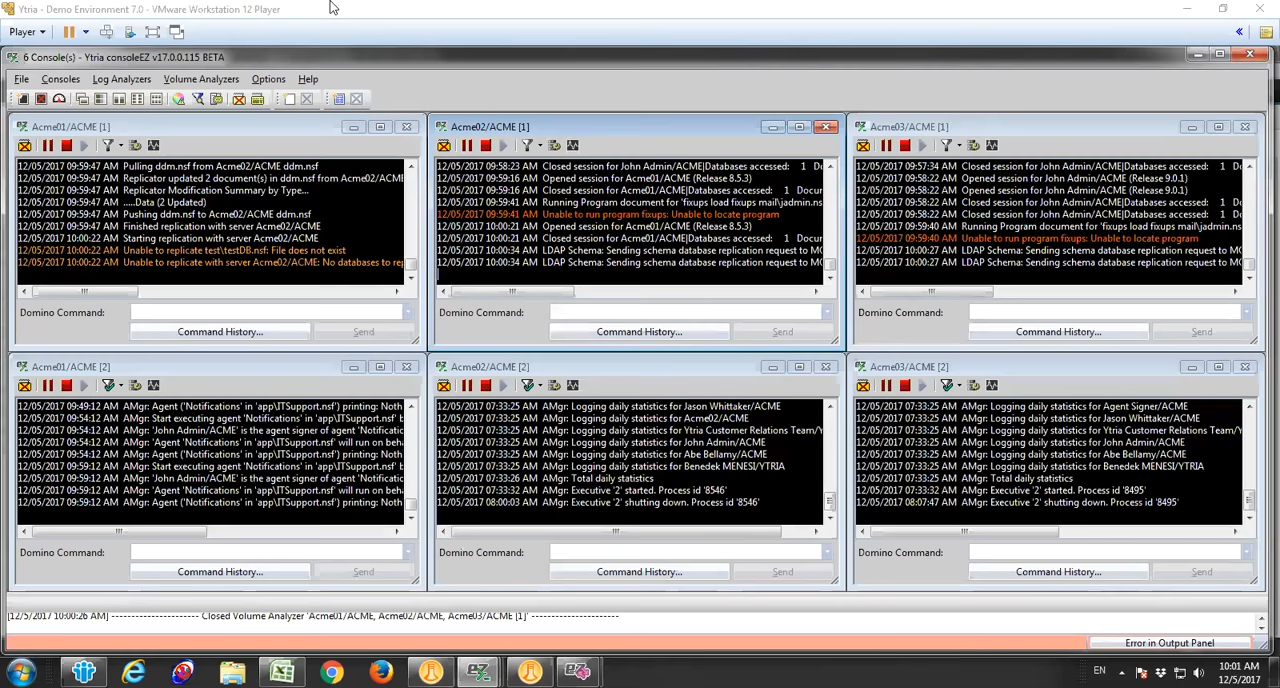 Ytria - Demo Environment 7.0 - VMware Workstation 12 Player
Player
6 Console(s) - Ytria consoleEZ v17.0.0.115 BETA
File Consoles Log Analyzers Volume Analyzers Options Help
Acme01/ACME [1]
12/05/2017 09:59:47 AM Pulling ddm.nsf from Acme02/ACME ddm.nsf
12/05/2017 09:59:47 AM Replicator updated 2 document(s) in ddm.nsf from Acme02/ACME
12/05/2017 09:59:47 AM Replicator Modification Summary by Type...
12/05/2017 09:59:47 AM .....Data (2 Updated)
12/05/2017 09:59:47 AM Pushing ddm.nsf to Acme02/ACME ddm.nsf
12/05/2017 09:59:47 AM Finished replication with server Acme02/ACME
12/05/2017 10:00:22 AM Starting replication with server Acme02/ACME
12/05/2017 10:00:22 AM Unable to replicate test\testDB.nsf: File does not exist
12/05/2017 10:00:22 AM Unable to replicate with server Acme02/ACME: No databases to rep
Domino Command:
Command History... Send
Acme02/ACME [1]
12/05/2017 09:58:23 AM Closed session for John Admin/ACME|Databases accessed: 1 Docu
12/05/2017 09:59:16 AM Opened session for Acme01/ACME (Release 8.5.3)
12/05/2017 09:59:16 AM Closed session for Acme01/ACME|Databases accessed: 1 Docum
12/05/2017 09:59:16 AM Running Program document for 'fixups load fixups mail\jadmin.ns
12/05/2017 09:59:41 AM Unable to run program fixups: Unable to locate program
12/05/2017 10:00:21 AM Opened session for Acme01/ACME (Release 8.5.3)
12/05/2017 10:00:21 AM Closed session for Acme01/ACME|Databases accessed: 1 Docum
12/05/2017 10:00:34 AM LDAP Schema: Sending schema database replication request to MC
12/05/2017 10:00:34 AM LDAP Schema: Sending schema database replication request to MC
Domino Command:
Command History... Send
Acme03/ACME [1]
12/05/2017 09:57:34 AM Closed session for John Admin/ACME|Databases accessed: 1 Do
12/05/2017 09:58:22 AM Opened session for John Admin/ACME (Release 9.0.1)
12/05/2017 09:58:22 AM Opened session for John Admin/ACME (Release 9.0.1)
12/05/2017 09:58:22 AM Closed session for John Admin/ACME|Databases accessed: 1 Do
12/05/2017 09:58:22 AM Closed session for John Admin/ACME|Databases accessed: 1 Do
12/05/2017 09:59:40 AM Running Program document for 'fixups load fixups mail\jadmin.ns
12/05/2017 09:59:40 AM Unable to run program fixups: Unable to locate program
12/05/2017 10:00:27 AM LDAP Schema: Sending schema database replication request to MC
12/05/2017 10:00:27 AM LDAP Schema: Sending schema database replication request to MC
Domino Command:
Command History... Send
Acme01/ACME [2]
12/05/2017 09:49:12 AM AMgr: Agent ('Notifications' in 'app\ITSupport.nsf') printing: Noth
12/05/2017 09:54:12 AM AMgr: Start executing agent 'Notifications' in 'app\ITSupport.nsf'
12/05/2017 09:54:12 AM AMgr: 'John Admin/ACME' is the agent signer of agent 'Notificatio
12/05/2017 09:54:12 AM AMgr: 'Agent 'Notifications' in 'app\ITSupport.nsf' will run on beha
12/05/2017 09:54:12 AM AMgr: Agent ('Notifications' in 'app\ITSupport.nsf') printing: Noth
12/05/2017 09:59:12 AM AMgr: Start executing agent 'Notifications' in 'app\ITSupport.nsf'
12/05/2017 09:59:12 AM AMgr: 'John Admin/ACME' is the agent signer of agent 'Notificatio
12/05/2017 09:59:12 AM AMgr: 'Agent 'Notifications' in 'app\ITSupport.nsf' will run on beha
12/05/2017 09:59:12 AM AMgr: Agent ('Notifications' in 'app\ITSupport.nsf') printing: Noth
Domino Command:
Command History... Send
Acme02/ACME [2]
12/05/2017 07:33:25 AM AMgr: Logging daily statistics for Jason Whittaker/ACME
12/05/2017 07:33:25 AM AMgr: Logging daily statistics for Acme02/ACME
12/05/2017 07:33:25 AM AMgr: Logging daily statistics for Ytria Customer Relations Team/Y
12/05/2017 07:33:25 AM AMgr: Logging daily statistics for John Admin/ACME
12/05/2017 07:33:25 AM AMgr: Logging daily statistics for Abe Bellamy/ACME
12/05/2017 07:33:25 AM AMgr: Logging daily statistics for Benedek MENESI/YTRIA
12/05/2017 07:33:26 AM AMgr: Total daily statistics
12/05/2017 07:33:32 AM AMgr: Executive '2' started. Process id '8546'
12/05/2017 08:00:03 AM AMgr: Executive '2' shutting down. Process id '8546'
Domino Command:
Command History... Send
Acme03/ACME [2]
12/05/2017 07:33:25 AM AMgr: Logging daily statistics for Agent Signer/ACME
12/05/2017 07:33:25 AM AMgr: Logging daily statistics for Jason Whittaker/ACME
12/05/2017 07:33:25 AM AMgr: Logging daily statistics for Ytria Customer Relations Team/Y
12/05/2017 07:33:25 AM AMgr: Logging daily statistics for John Admin/ACME
12/05/2017 07:33:25 AM AMgr: Logging daily statistics for Abe Bellamy/ACME
12/05/2017 07:33:25 AM AMgr: Logging daily statistics for Benedek MENESI/YTRIA
12/05/2017 07:33:25 AM AMgr: Total daily statistics
12/05/2017 07:33:32 AM AMgr: Executive '2' started. Process id '8495'
12/05/2017 08:07:47 AM AMgr: Executive '2' shutting down. Process id '8495'
Domino Command:
Command History... Send
[12/5/2017 10:00:26 AM] ----------------------- Closed Volume Analyzer 'Acme01/ACME, Acme02/ACME, Acme03/ACME [1]' -----------------------
Error in Output Panel
EN 10:01 AM
12/5/2017